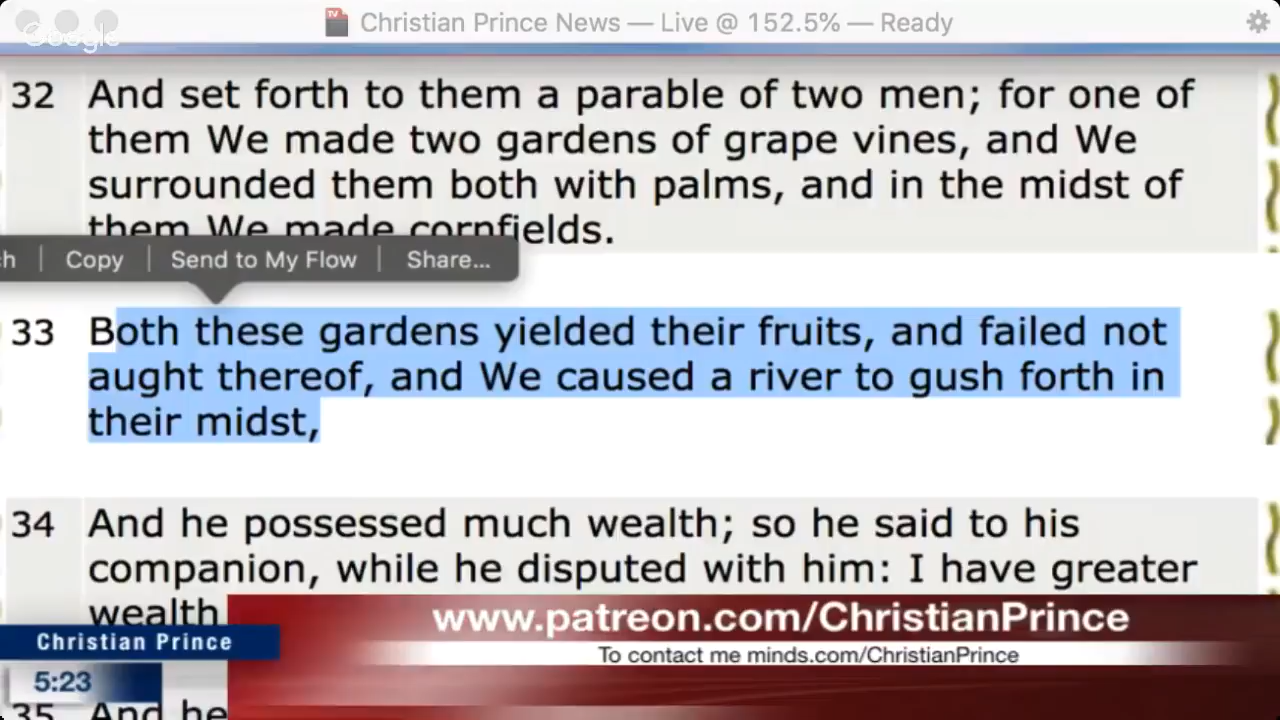 Christian Prince News — Live @ 152.5% — Ready
Google
32 And set forth to them a parable of two men; for one of
them We made two gardens of grape vines, and We
surrounded them both with palms, and in the midst of
them We made cornfields.
ch | Copy | Send to My Flow | Share...
33 Both these gardens yielded their fruits, and failed not
aught thereof, and We caused a river to gush forth in
their midst,
34 And he possessed much wealth; so he said to his
companion, while he disputed with him: I have greater
wealth
www.patreon.com/ChristianPrince
Christian Prince
To contact me minds.com/ChristianPrince
5:23
35 And he